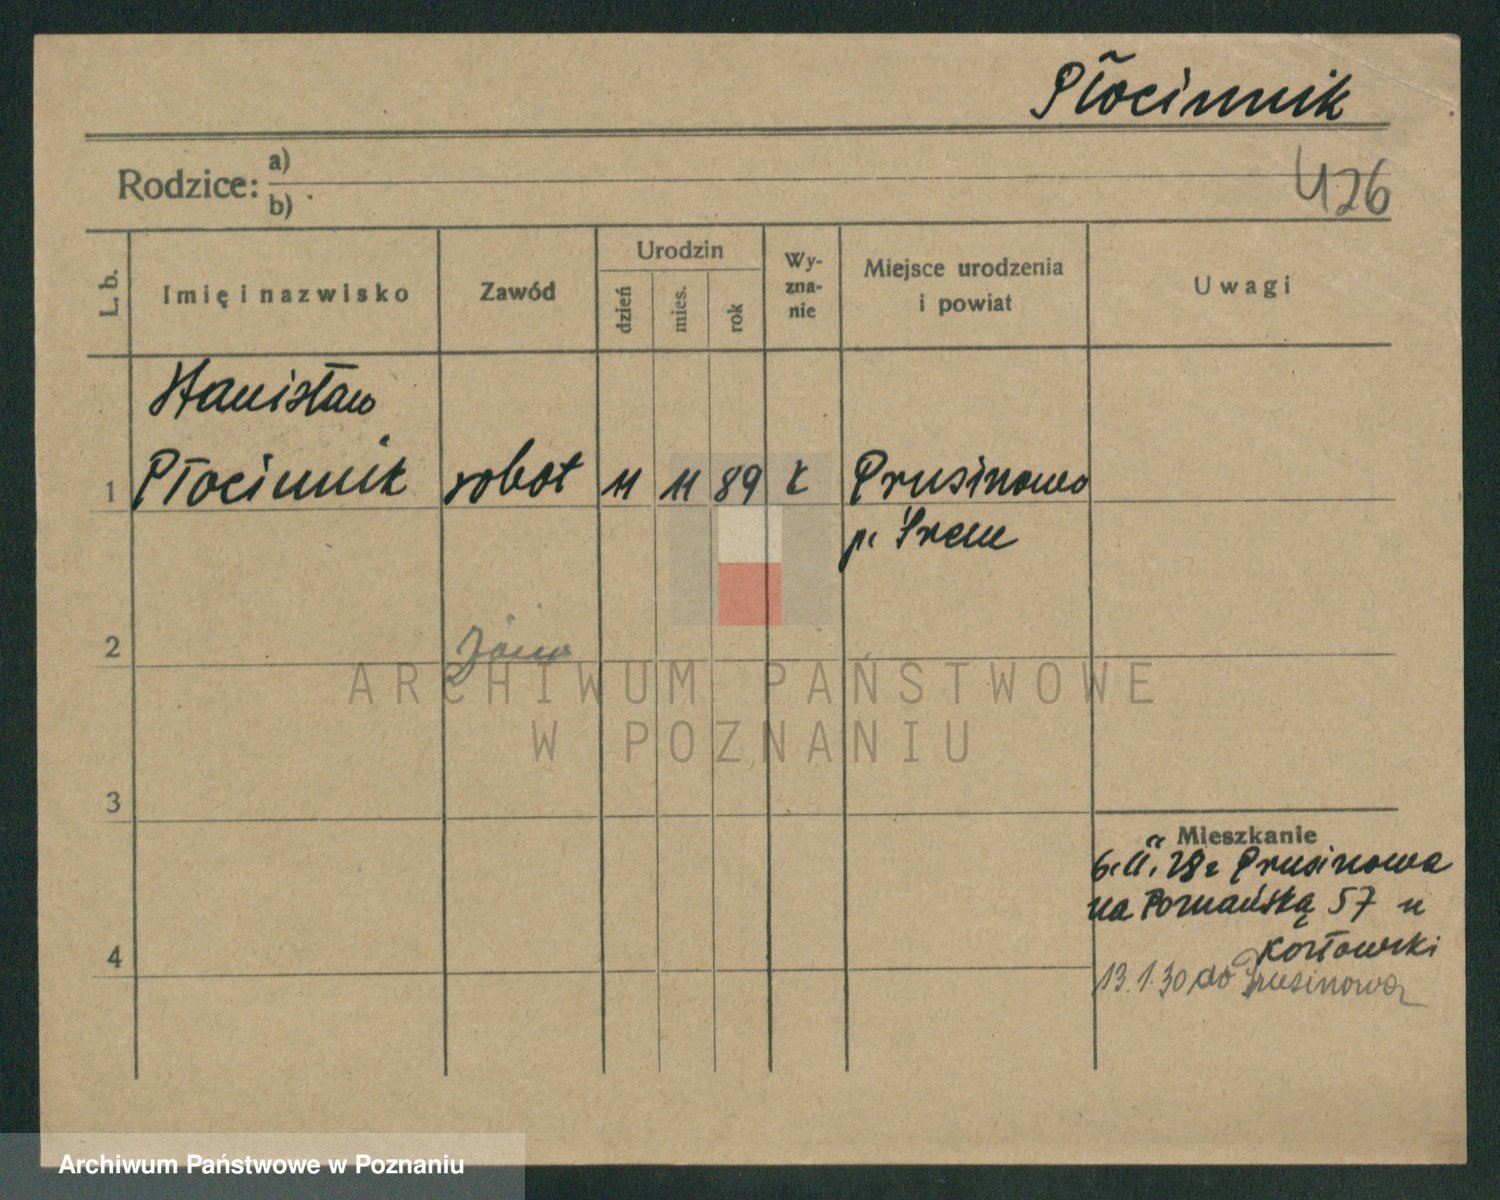 Płocinnik
Rodzice: a)
b)
426
L. b.
Imię i nazwisko
Zawód
Urodzin
dzień
mies.
rok
Wy-
zna-
nie
Miejsce urodzenia
i powiat
Uwagi
Stanisław
1 Płocinnik robot 11 11 89 k Prusinowo
p. Śrem
2
ARCHIWUM PAŃSTWOWE
W POZNANIU
3
Mieszkanie
6.II.28 z Prusinowa
na Poznańską 57 u
4
13.1.30 do Prusinowa
Archiwum Państwowe w Poznaniu